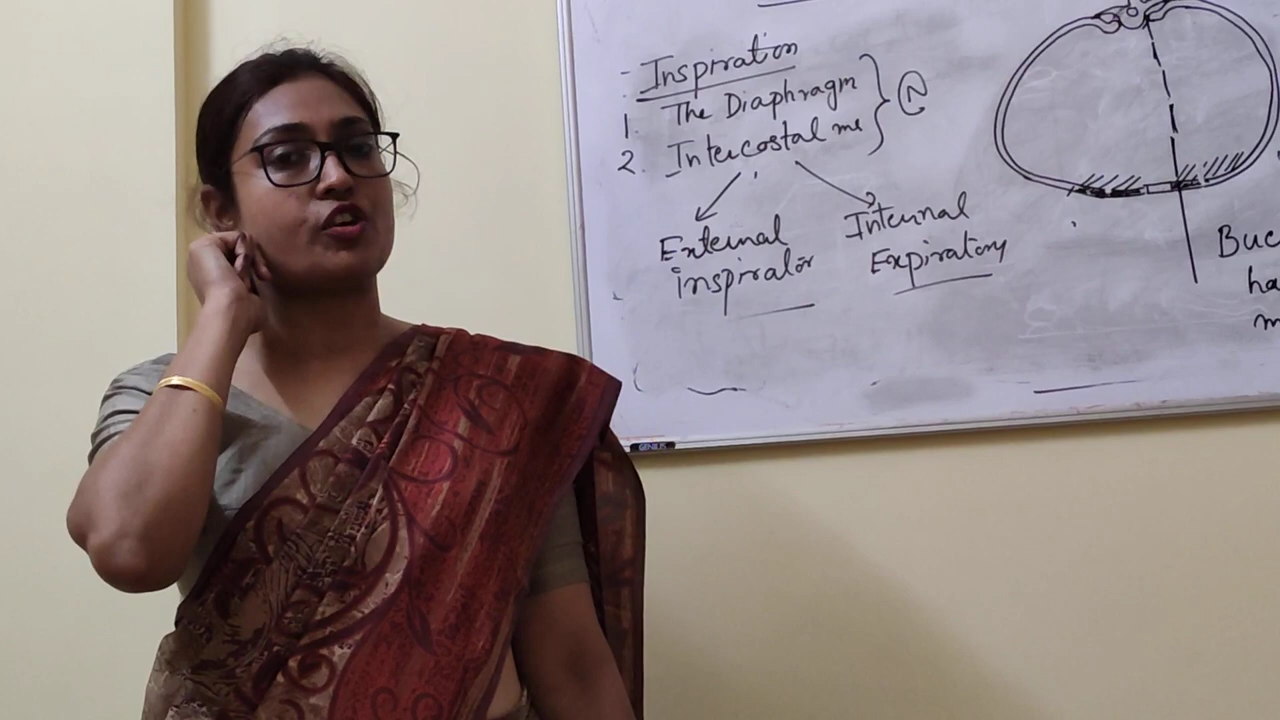 - Inspiration
1. The Diaphragm
2. Intercostal ms
N
External
inspirator
Internal
Expiratory
Buc
ha
m
GENIUS